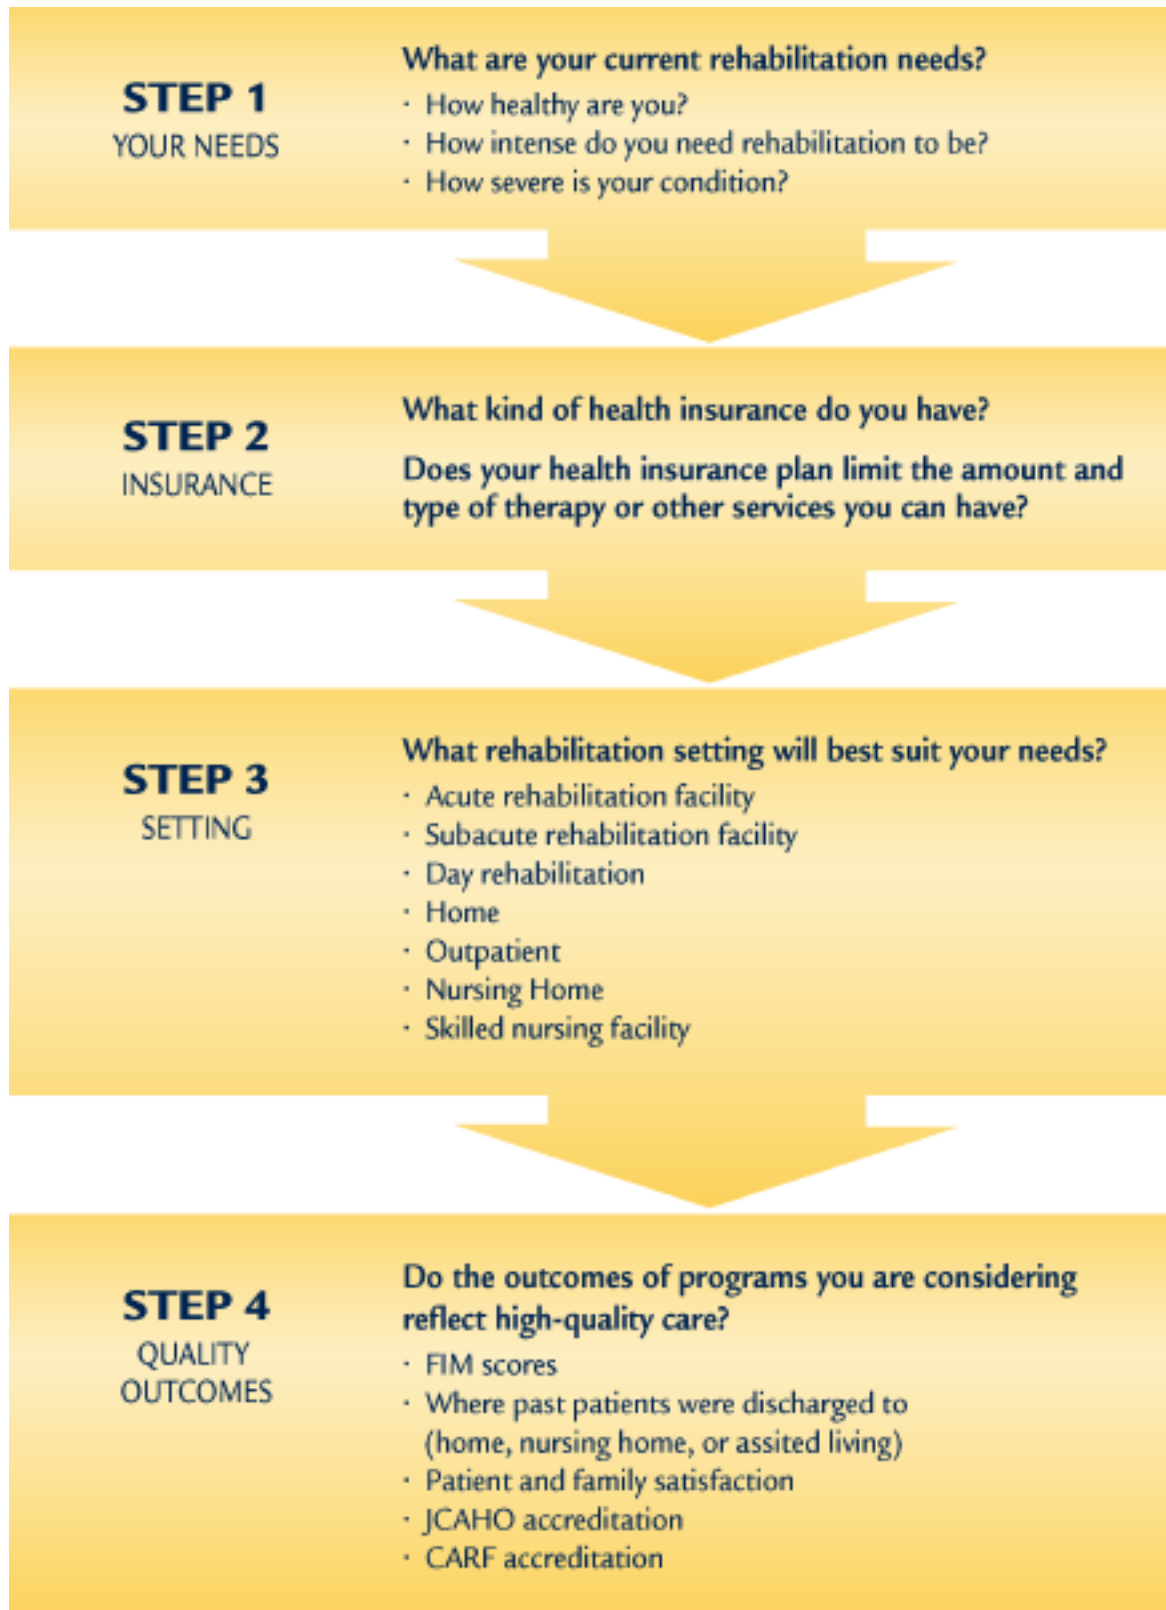 STEP 1
YOUR NEEDS
What are your current rehabilitation needs?
· How healthy are you?
· How intense do you need rehabilitation to be?
· How severe is your condition?
STEP 2
INSURANCE
What kind of health insurance do you have?
Does your health insurance plan limit the amount and
type of therapy or other services you can have?
STEP 3
SETTING
What rehabilitation setting will best suit your needs?
· Acute rehabilitation facility
· Subacute rehabilitation facility
· Day rehabilitation
· Home
· Outpatient
· Nursing Home
· Skilled nursing facility
STEP 4
QUALITY
OUTCOMES
Do the outcomes of programs you are considering
reflect high-quality care?
· FIM scores
· Where past patients were discharged to
(home, nursing home, or assited living)
· Patient and family satisfaction
· JCAHO accreditation
· CARF accreditation